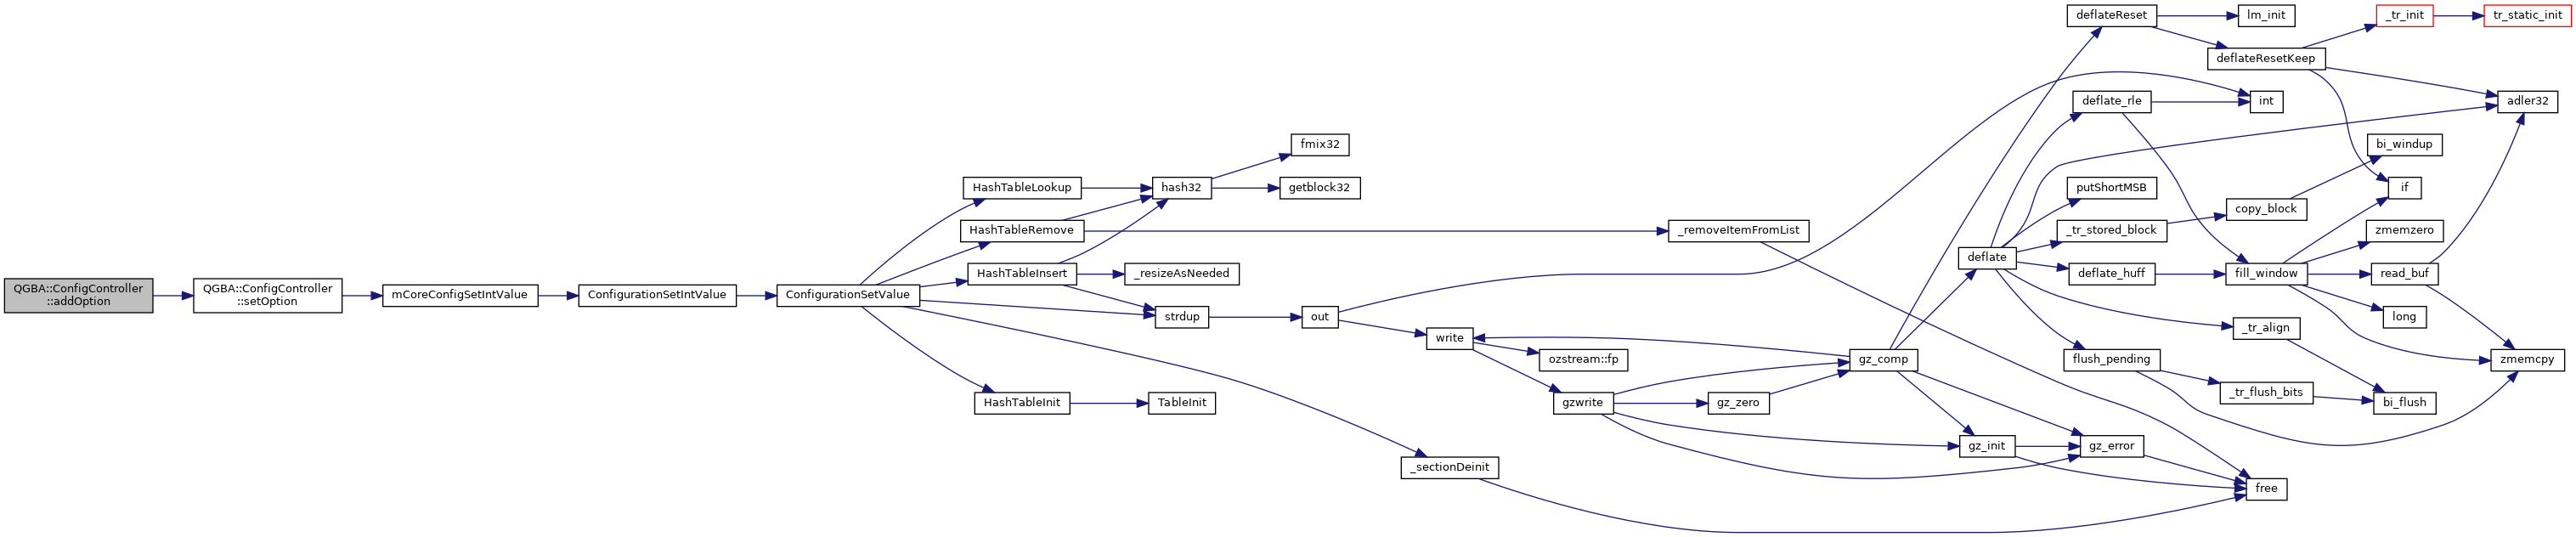 QGBA::ConfigController
::addOption
QGBA::ConfigController
::setOption
mCoreConfigSetIntValue
ConfigurationSetIntValue
ConfigurationSetValue
HashTableLookup
HashTableRemove
HashTableInsert
HashTableInit
hash32
_resizeAsNeeded
strdup
TableInit
fmix32
getblock32
out
_sectionDeinit
write
ozstream::fp
gzwrite
_removeItemFromList
gz_zero
gz_comp
deflate
gz_init
deflateReset
deflate_rle
putShortMSB
_tr_stored_block
deflate_huff
flush_pending
gz_error
lm_init
deflateResetKeep
int
copy_block
fill_window
_tr_align
_tr_flush_bits
free
_tr_init
bi_windup
if
zmemzero
read_buf
long
bi_flush
tr_static_init
adler32
zmemcpy